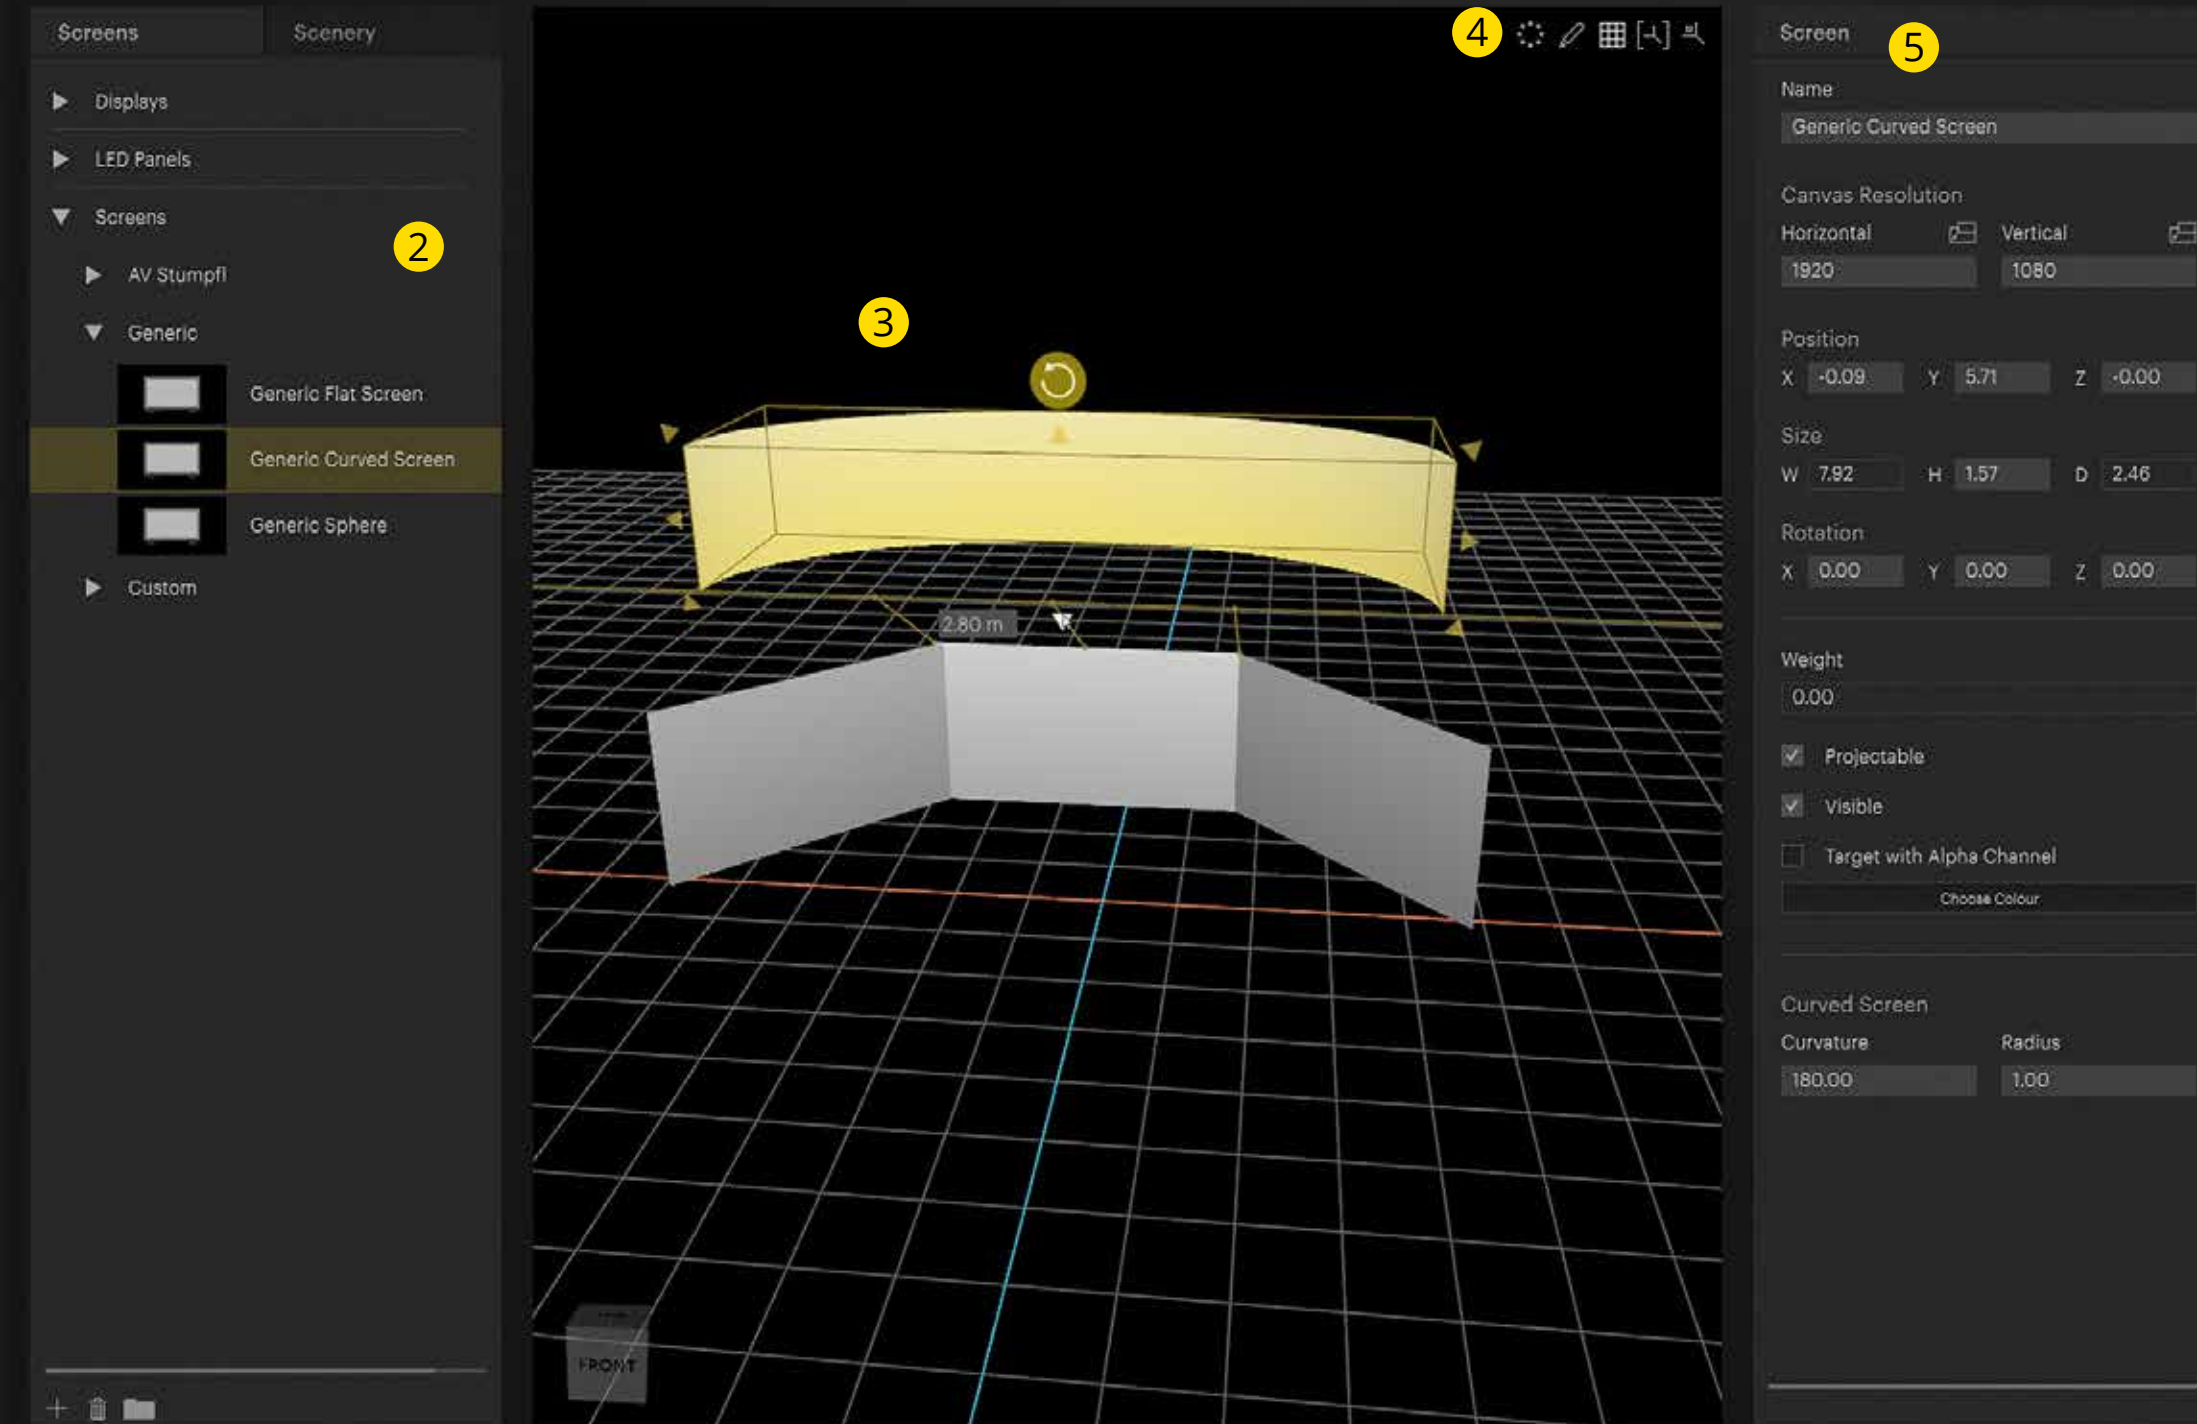 Screens
Scenery
Displays
LED Panels
Screens
2
AV Stumpfl
Generic
Generic Flat Screen
Generic Curved Screen
Generic Sphere
Custom
3
4
2.80 m
FRONT
Screen
5
Name
Generic Curved Screen
Canvas Resolution
Horizontal Vertical
1920 1080
Position
X -0.09 Y 5.71 Z -0.00
Size
W 7.92 H 1.57 D 2.46
Rotation
X 0.00 Y 0.00 Z 0.00
Weight
0.00
Projectable
Visible
Target with Alpha Channel
Choose Colour
Curved Screen
Curvature Radius
180.00 1.00